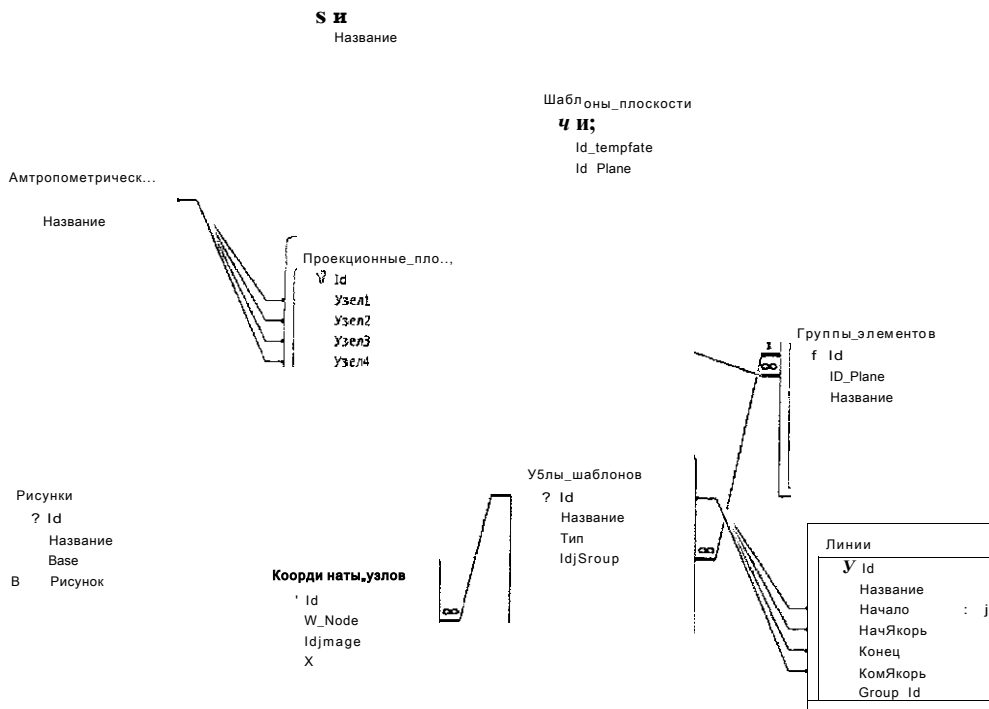 s и
Название
Шаблоны_плоскости
ч и;
Id_tempfate
Id Plane
Амтропометрическ...
Название
Проекционные_пло..,
Id
Узел1
Узел2
Узел3
Узел4
Группы_элементов
f Id
ID_Plane
Название
У5лы_шаблонов
? Id
Название
Тип
IdjSroup
Рисунки
? Id
Название
Base
В Рисунок
Коорди наты„узлов
' Id
W_Node
Idjmage
X
Линии
У Id
Название
Начало : j
НачЯкорь
Конец
КомЯкорь
Group Id